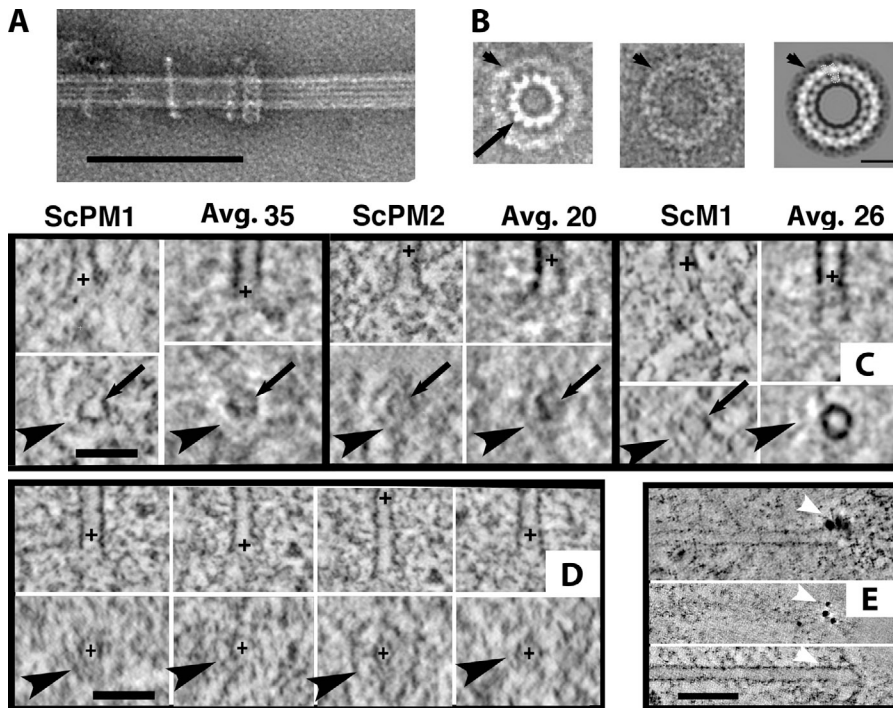 A
B
ScPM1 Avg. 35 ScPM2 Avg. 20 ScM1 Avg. 26
+ + + + + +
C
+ + + +
D
+ + + +
E